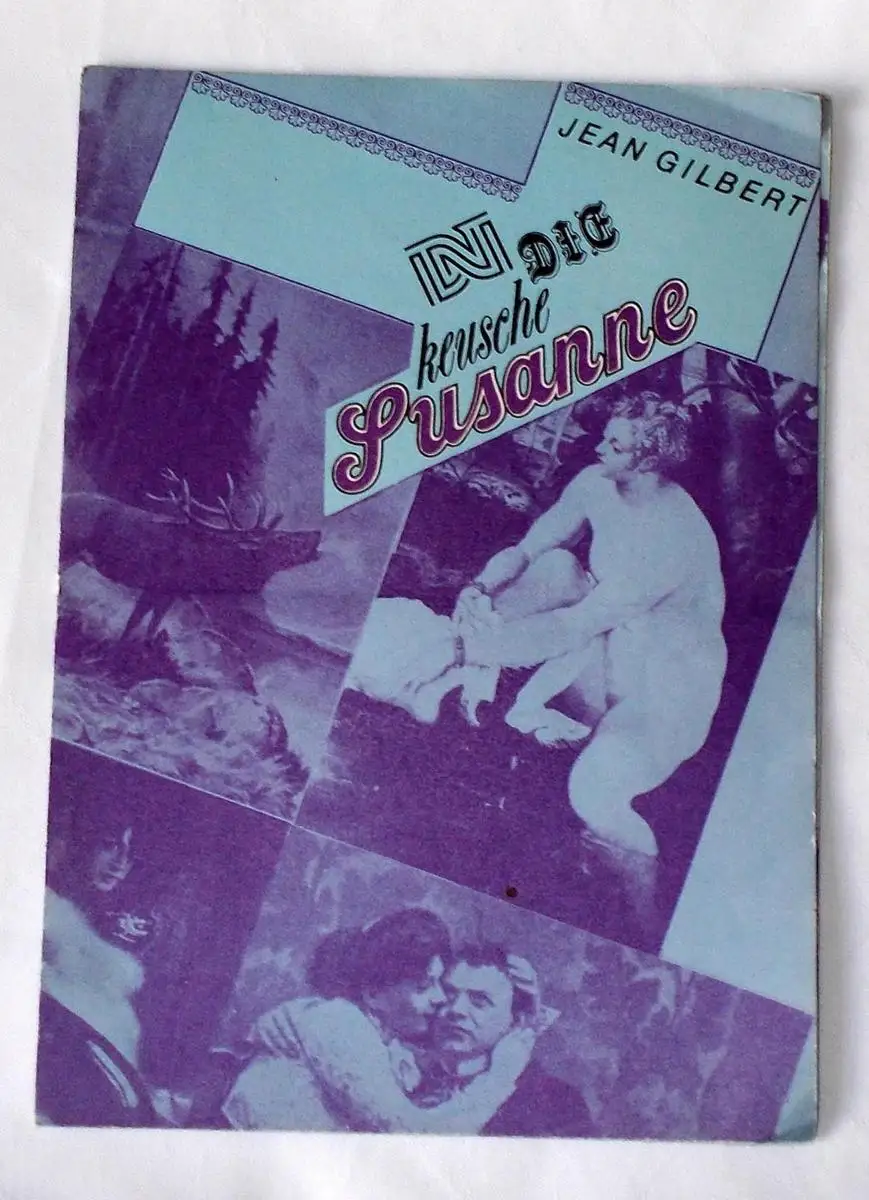 JEAN GILBERT
DIE
keusche
Susanne